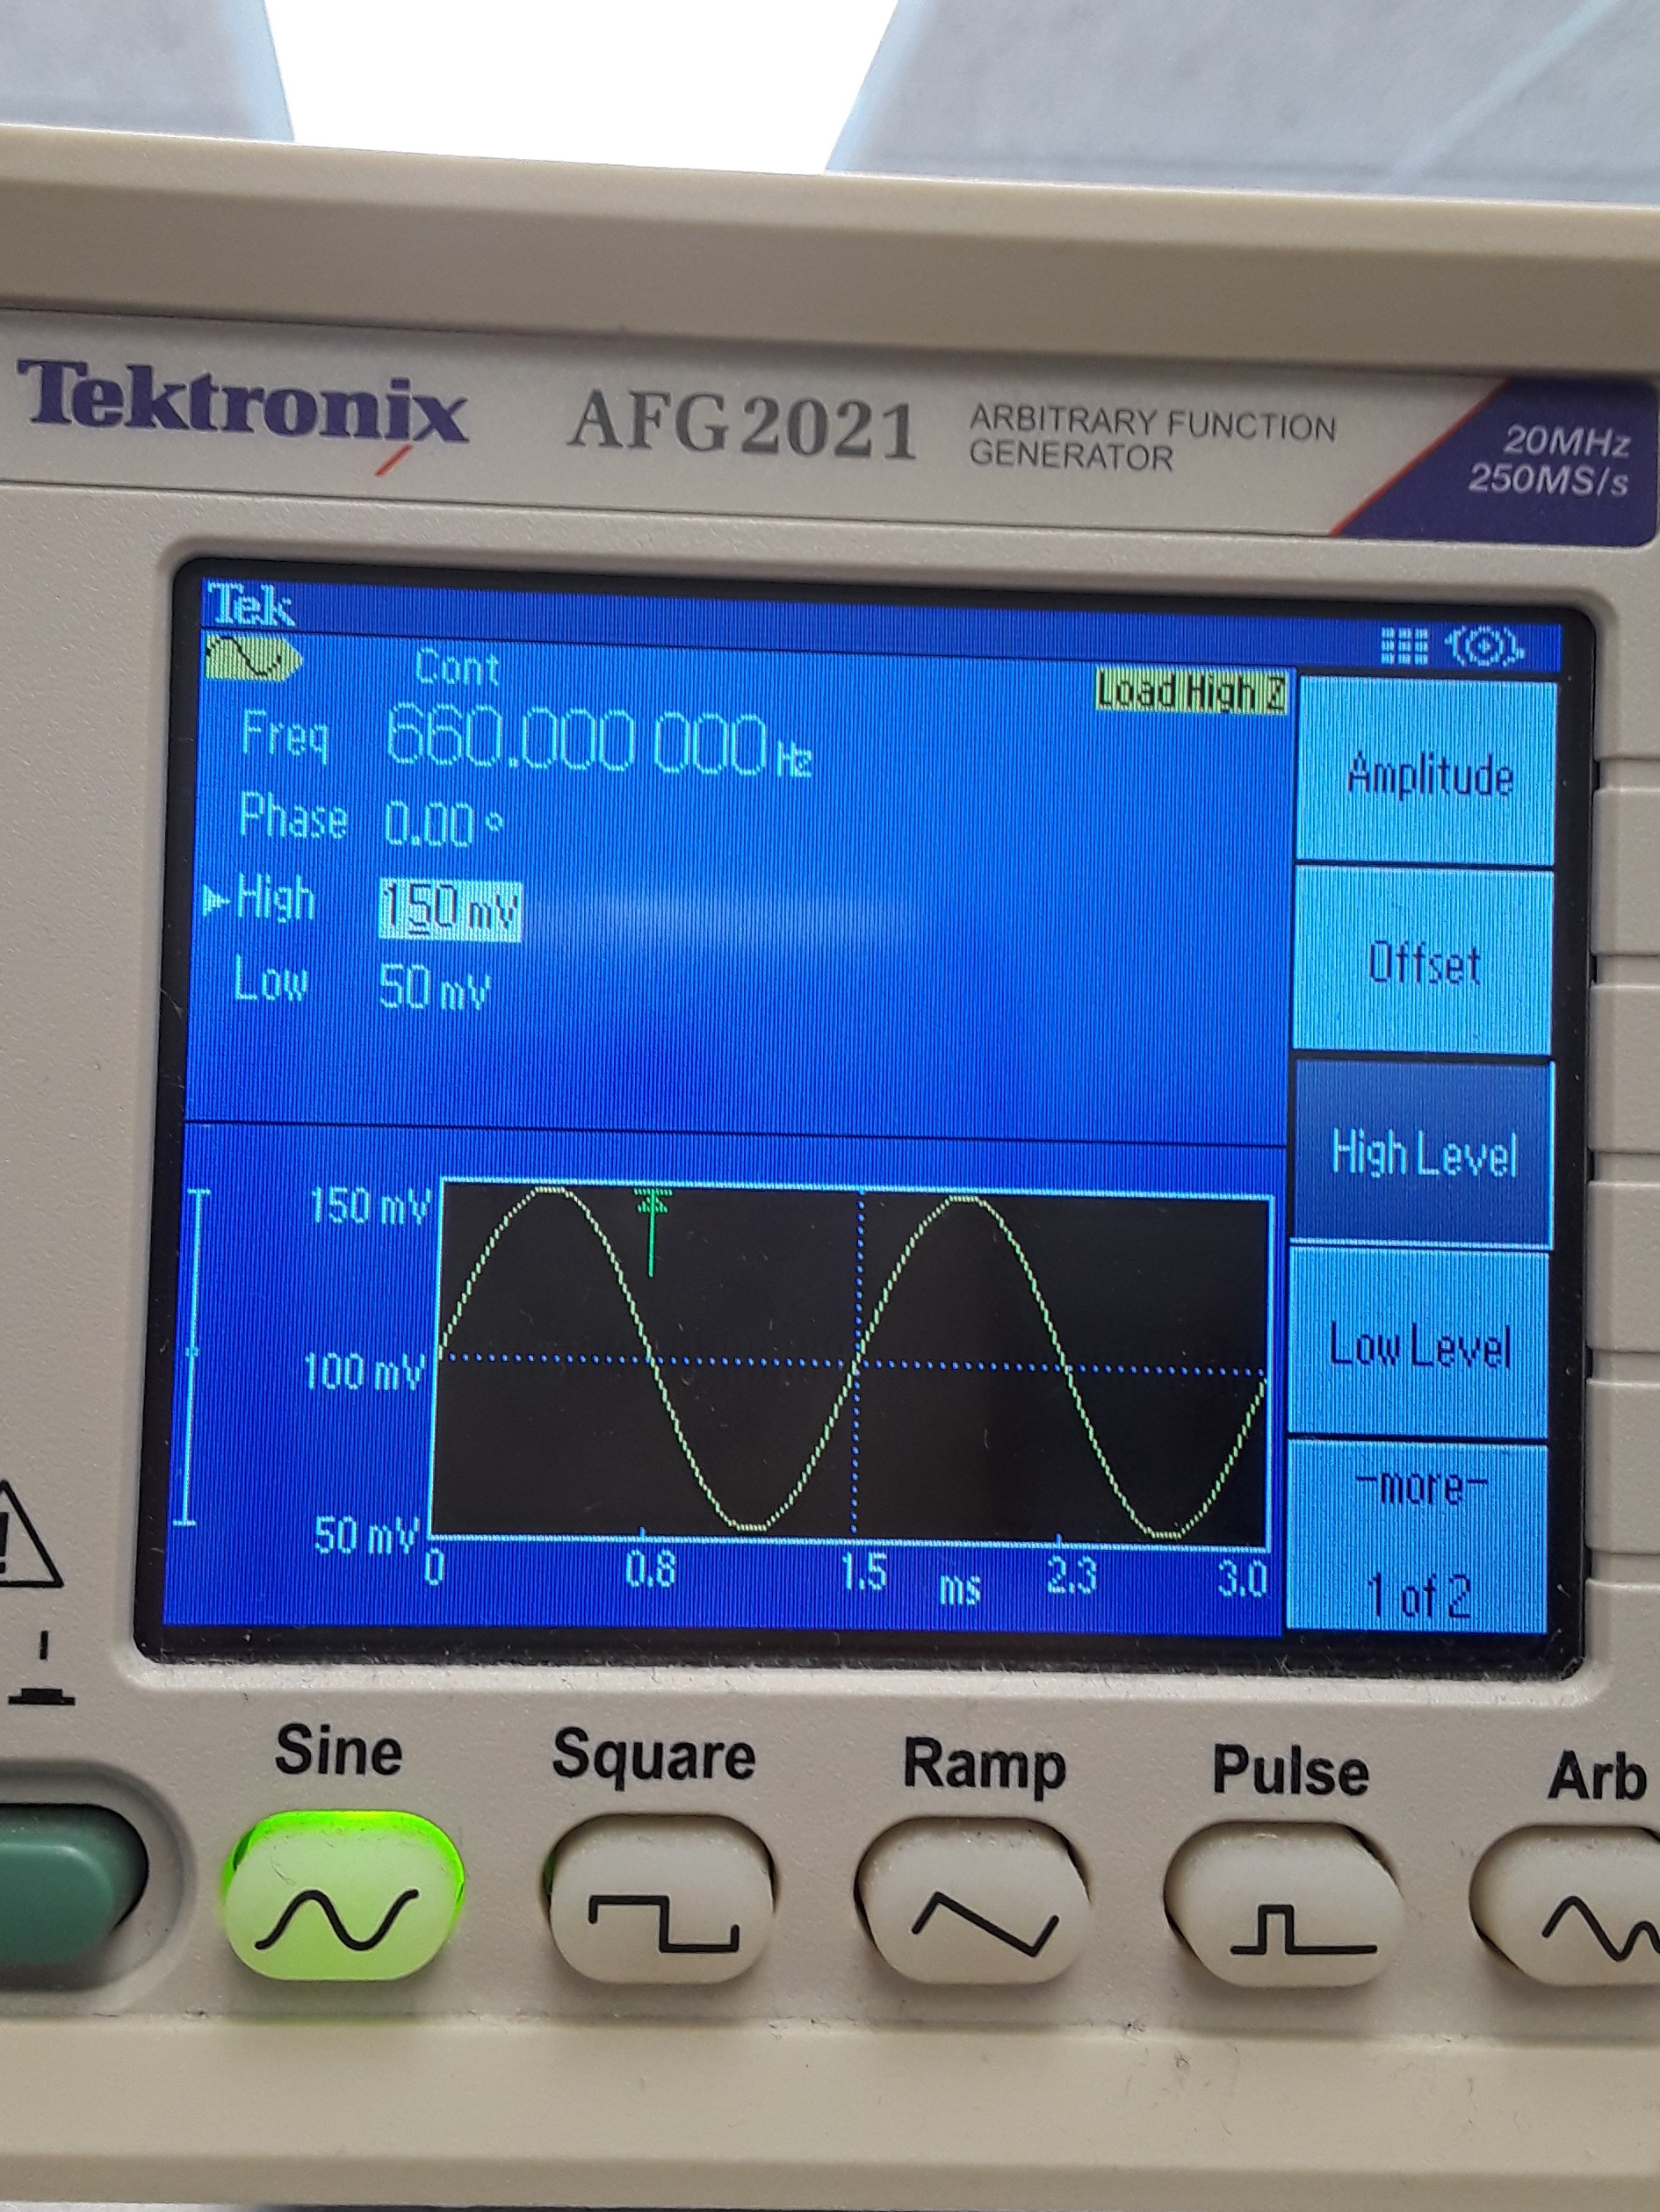 Tektronix AFG2021 ARBITRARY FUNCTION GENERATOR
20MHz
250MS/s
Tek
Cont
Load High Z
Freq 660.000 000 Hz
Phase 0.00 °
High 150 mV
Low 50 mV
Amplitude
Offset
High Level
Low Level
-more-
1 of 2
150 mV
100 mV
50 mV
0 0.8 1.5 ms 2.3 3.0
Sine Square Ramp Pulse Arb